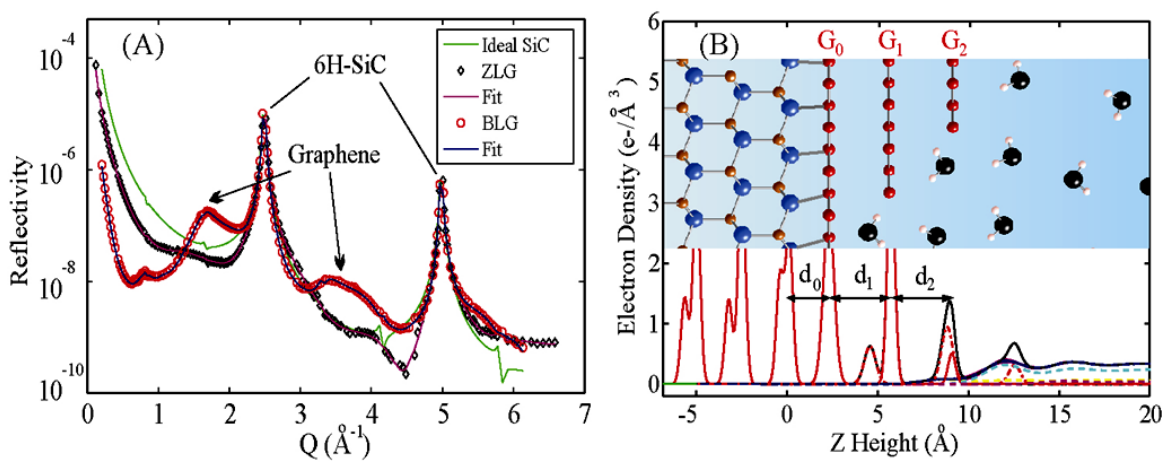 (A)
10⁻⁴
10⁻⁶
10⁻⁸
10⁻¹⁰
Reflectivity
0 1 2 3 4 5 6 7
Q (Å⁻¹)
6H-SiC
Graphene
Ideal SiC
ZLG
Fit
BLG
Fit
(B)
G₀ G₁ G₂
5
4
3
2
1
0
Electron Density (e-/Å³)
d₀ d₁ d₂
-5 0 5 10 15 20
Z Height (Å)